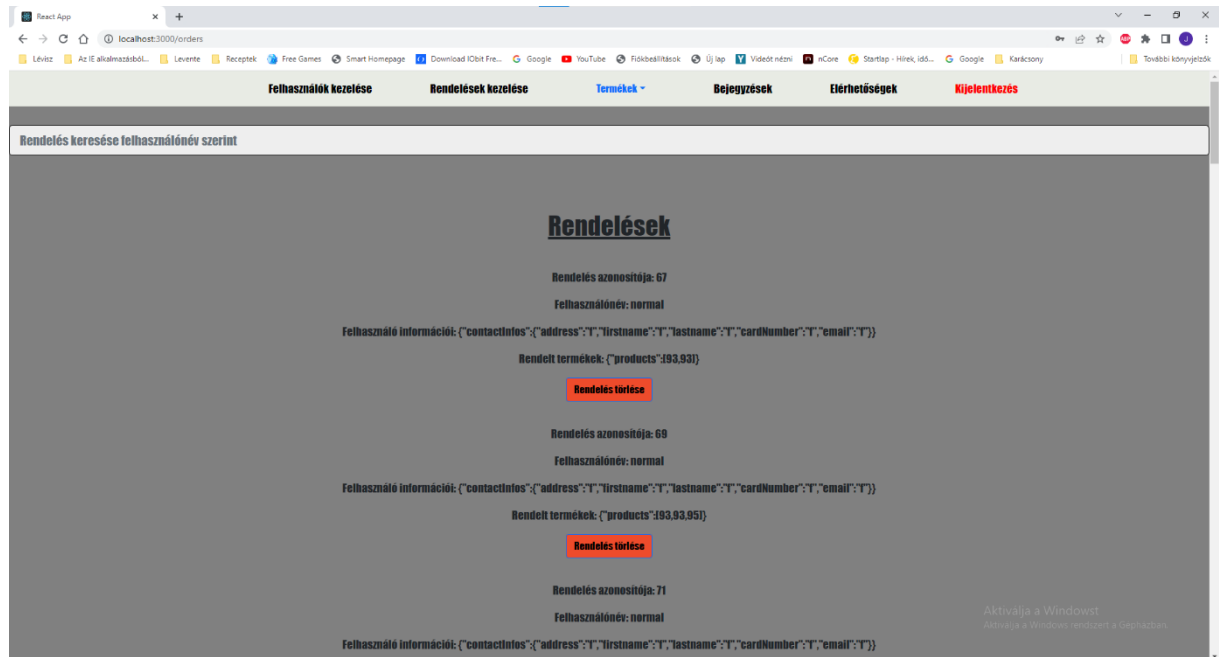 React App
localhost:3000/orders
Lévisz Az IE alkalmazásból... Levente Receptek Free Games Smart Homepage Download IObit Fre... Google YouTube Fiókbeállítások Új lap Videót nézni nCore Startlap - Hírek, idő... Google Karácsony További könyvjelzők
Felhasználók kezelése Rendelések kezelése Termékek Bejegyzések Elérhetőségek Kijelentkezés
Rendelés keresése felhasználónév szerint
Rendelések
Rendelés azonosítója: 67
Felhasználónév: normal
Felhasználó információi: {"contactInfos":{"address":"1","firstname":"1","lastname":"1","cardNumber":"1","email":"1"}}
Rendelt termékek: {"products":[93,93]}
Rendelés törlése
Rendelés azonosítója: 69
Felhasználónév: normal
Felhasználó információi: {"contactInfos":{"address":"1","firstname":"1","lastname":"1","cardNumber":"1","email":"1"}}
Rendelt termékek: {"products":[93,93,95]}
Rendelés törlése
Rendelés azonosítója: 71
Felhasználónév: normal
Felhasználó információi: {"contactInfos":{"address":"1","firstname":"1","lastname":"1","cardNumber":"1","email":"1"}}
Aktiválja a Windowst
Aktiválja a Windows rendszert a Gépházban.